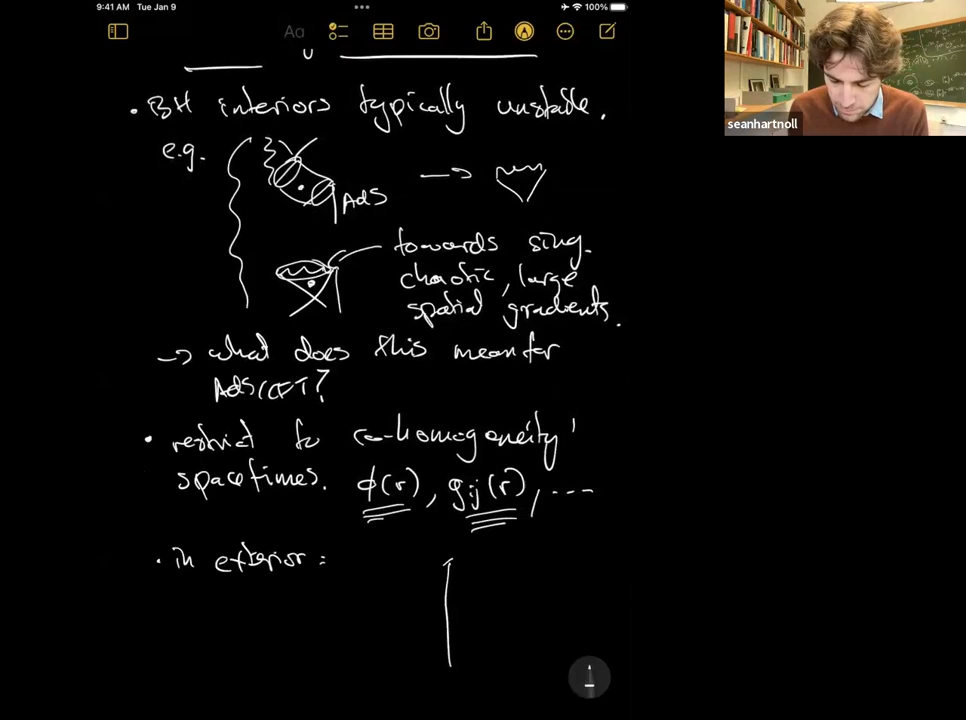 9:41 AM Tue Jan 9
100%
Aa
seanhartnoll
• BH interiors typically unstable.
e.g.
AdS
→
towards sing.
chaotic, large
spatial gradients.
→ what does this mean for
AdS/CFT?
• restrict to co-homogeneity 1
spacetimes. ϕ(r), gij(r), ...
• in exterior: